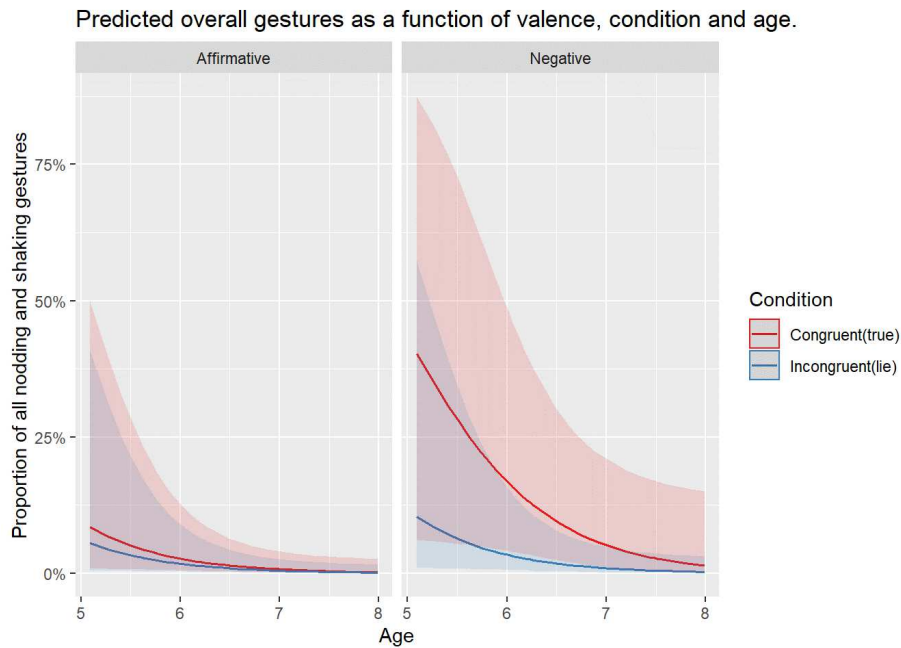 Predicted overall gestures as a function of valence, condition and age.
Affirmative
Negative
Proportion of all nodding and shaking gestures
75%
50%
25%
0%
5 6 7 8
5 6 7 8
Age
Condition
Congruent(true)
Incongruent(lie)